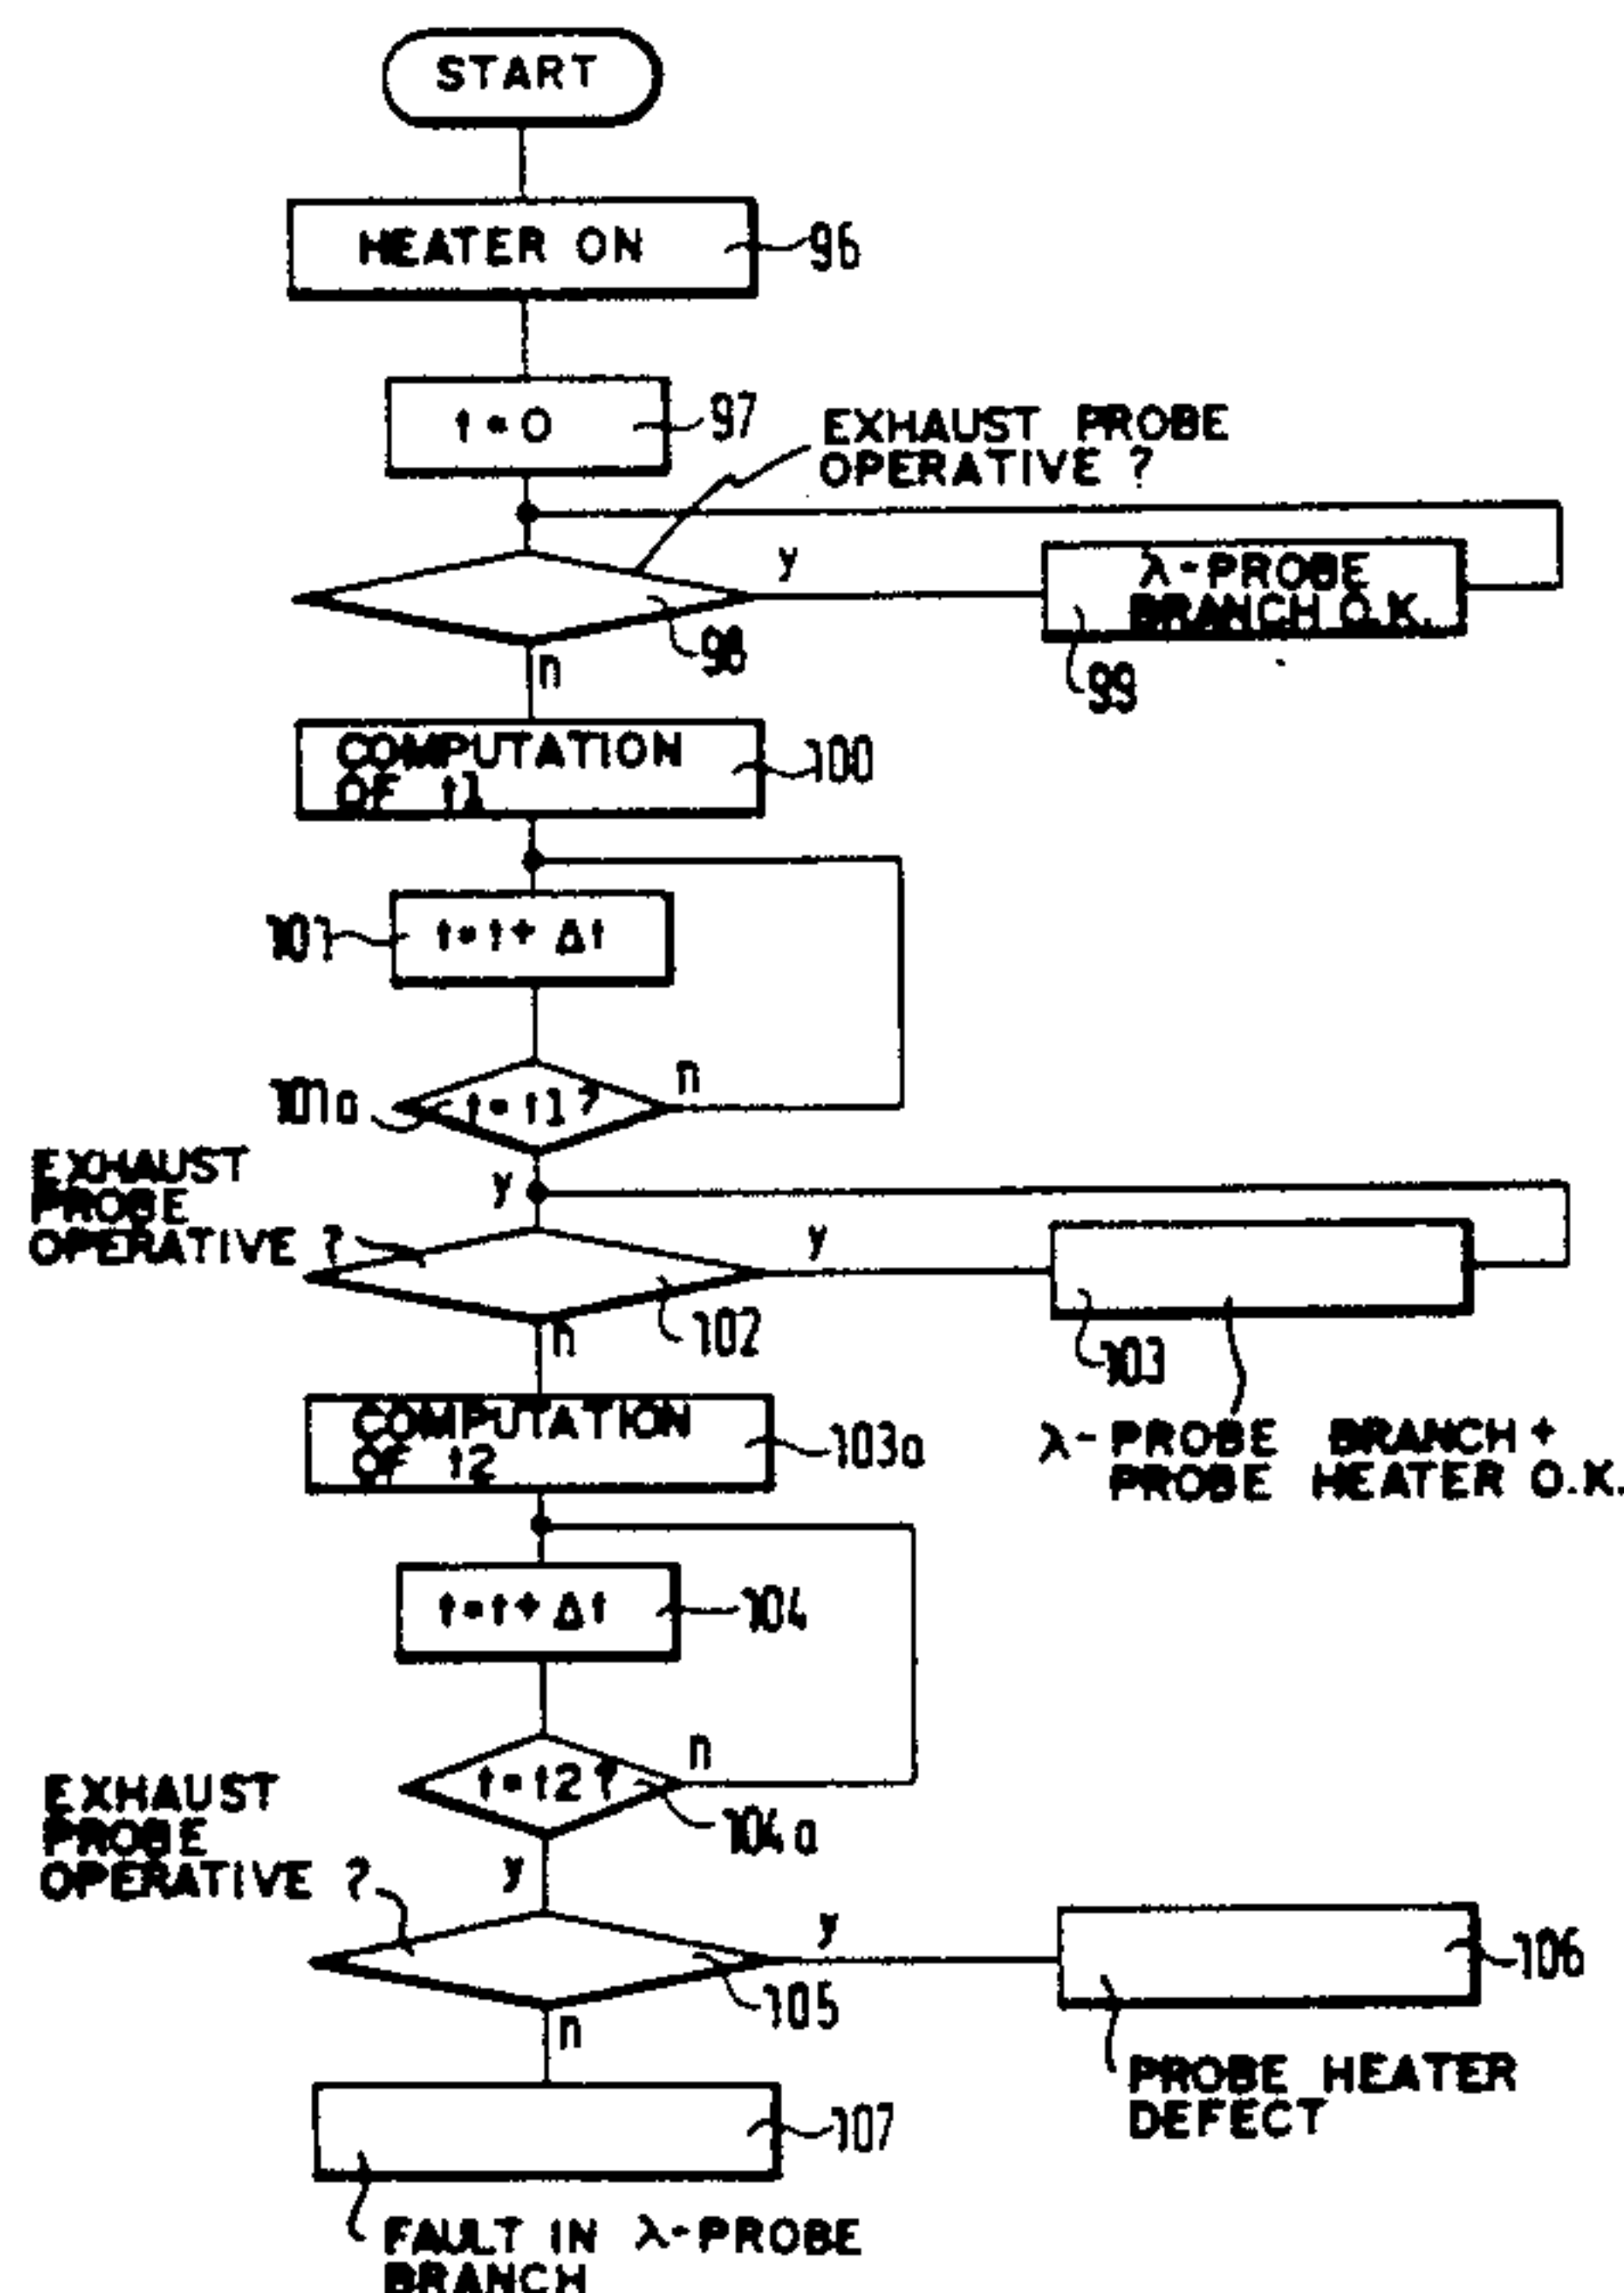 START
HEATER ON
96
t = 0
97
EXHAUST PROBE
OPERATIVE ?
y
λ-PROBE
BRANCH O.K.
98
99
n
COMPUTATION
OF t1
100
101
t=t+ Δt
101a
t = t1 ?
n
EXHAUST
PROBE
OPERATIVE ?
y
y
102
103
n
COMPUTATION
OF t2
103a
λ- PROBE BRANCH +
PROBE HEATER O.K.
t=t+ Δt
104
t = t2 ?
n
104a
EXHAUST
PROBE
OPERATIVE ?
y
y
105
106
n
PROBE HEATER
DEFECT
107
FAULT IN λ-PROBE
BRANCH